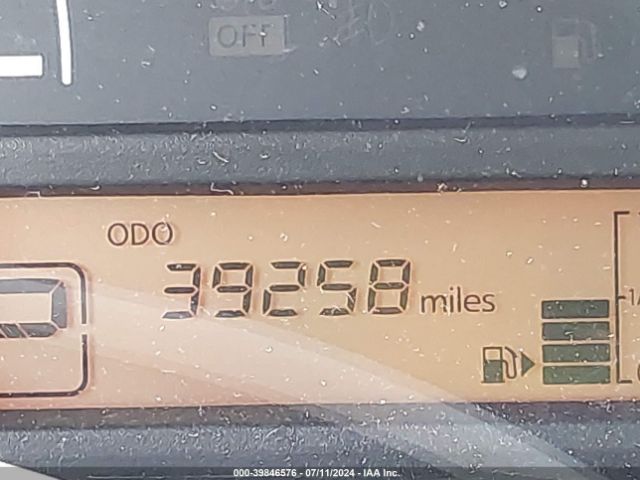 OFF
ODO
39258 miles
000-39846576 - 07/11/2024 - IAA Inc.